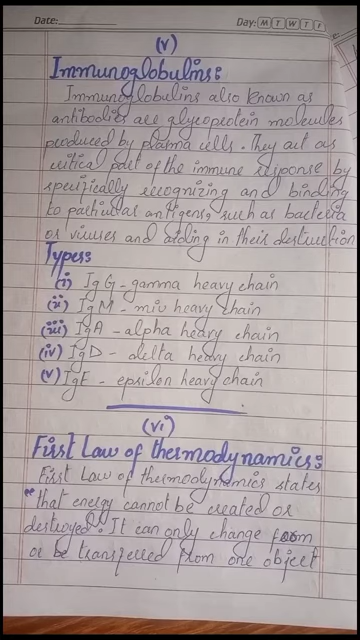 Date: Day: M T W T F
(v)
Immunoglobulins:
Immunoglobulins also known as
antibodies are glycoprotein molecules
produced by plasma cells. They act as
critical part of the immune response by
specifically recognizing and binding
to particular antigens, such as bacteria
or viruses and aiding in their destruction
Types:
(i) IgG - gamma heavy chain
(ii) IgM - miu heavy chain
(iii) IgA - alpha heavy chain
(iv) IgD - delta heavy chain
(v) IgE - epsilon heavy chain
(vi)
First Law of thermodynamics:
First Law of thermodynamics states
"that energy cannot be created or
destroyed". It can only change form
or be transferred from one object